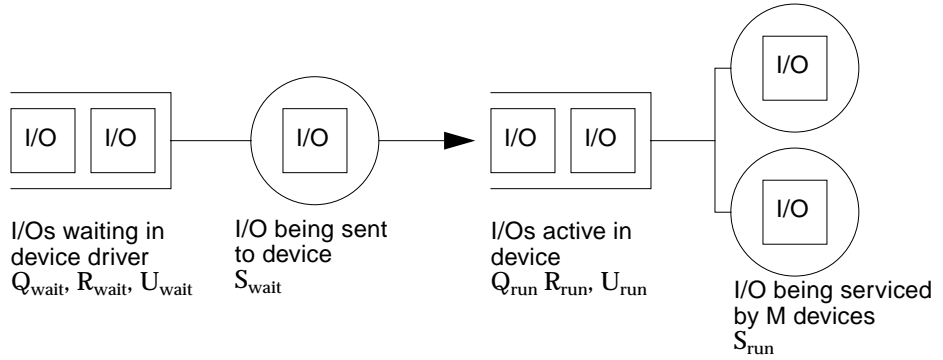 I/O
I/O I/O I/O I/O I/O
I/O
I/Os waiting in
device driver
Qwait, Rwait, Uwait
I/O being sent
to device
Swait
I/Os active in
device
Qrun Rrun, Urun
I/O being serviced
by M devices
Srun